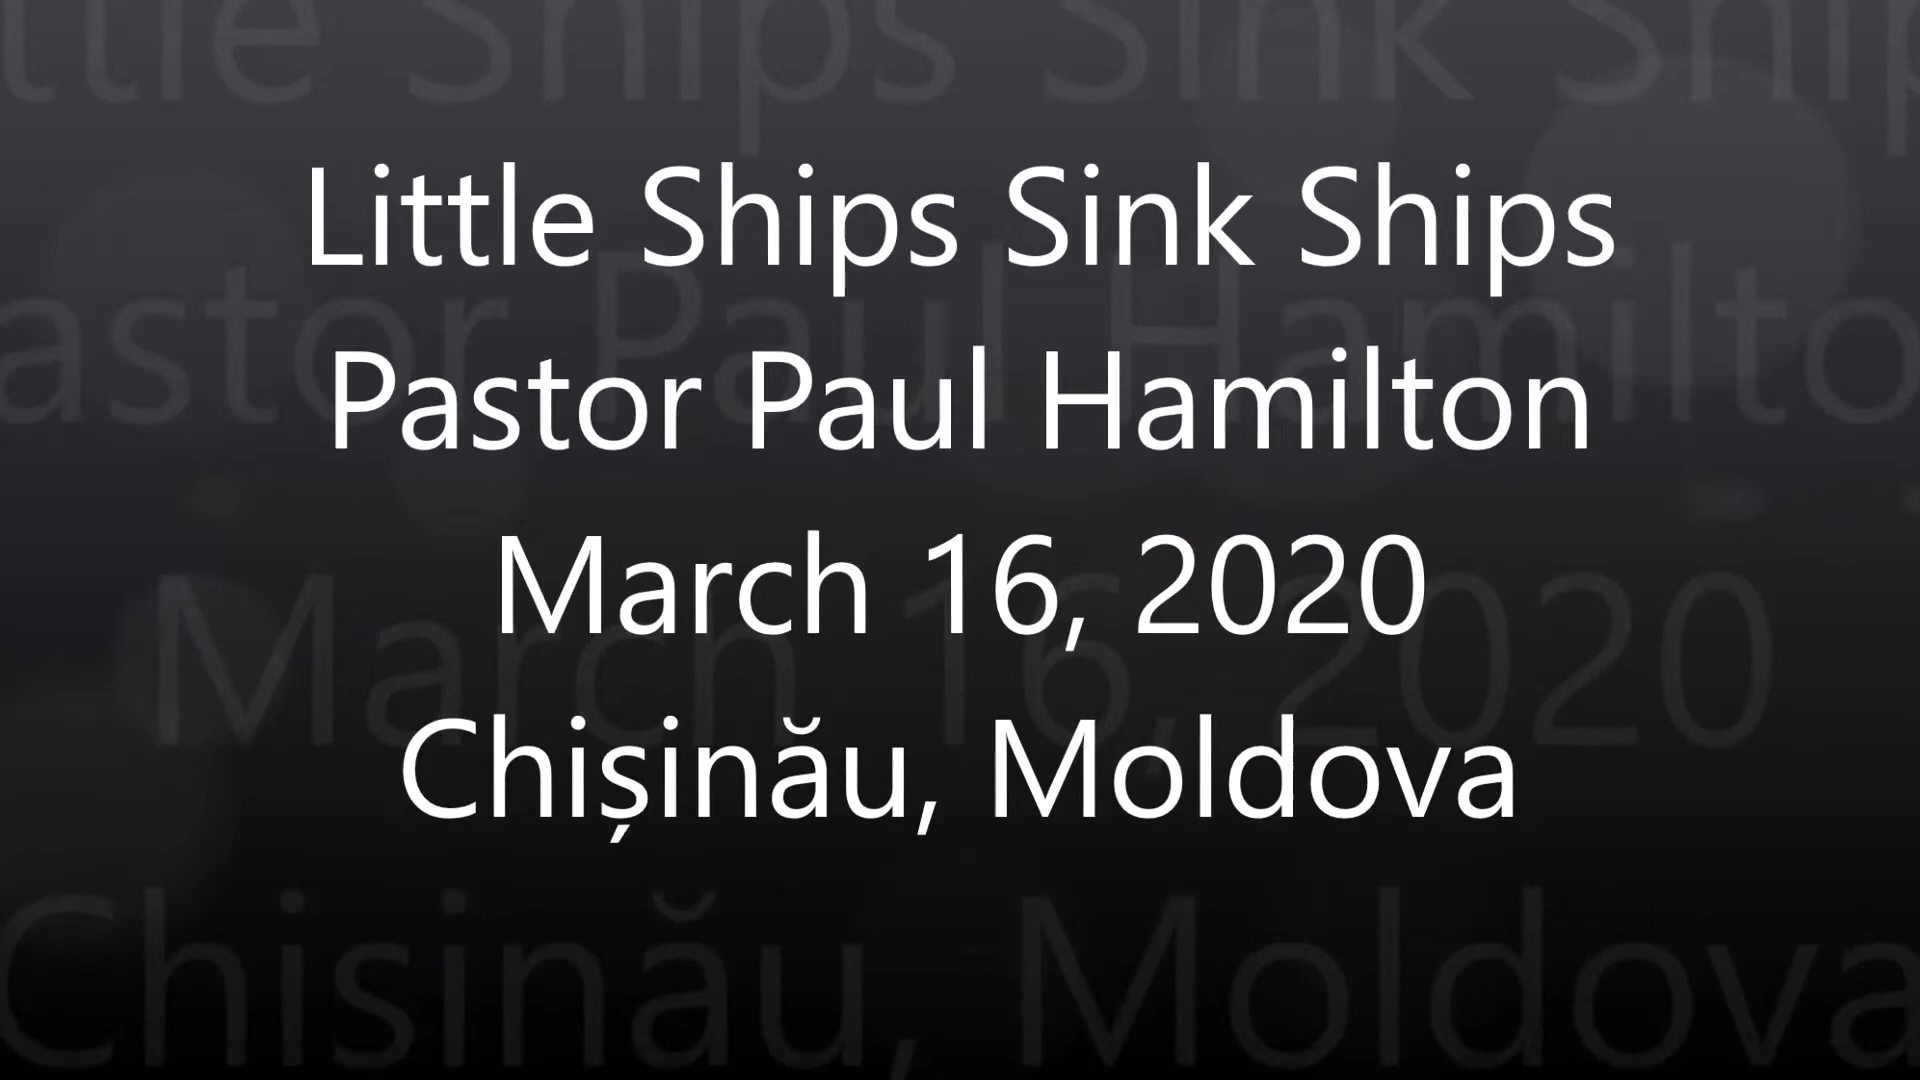 Little Ships Sink Ships
Pastor Paul Hamilton
March 16, 2020
Chișinău, Moldova